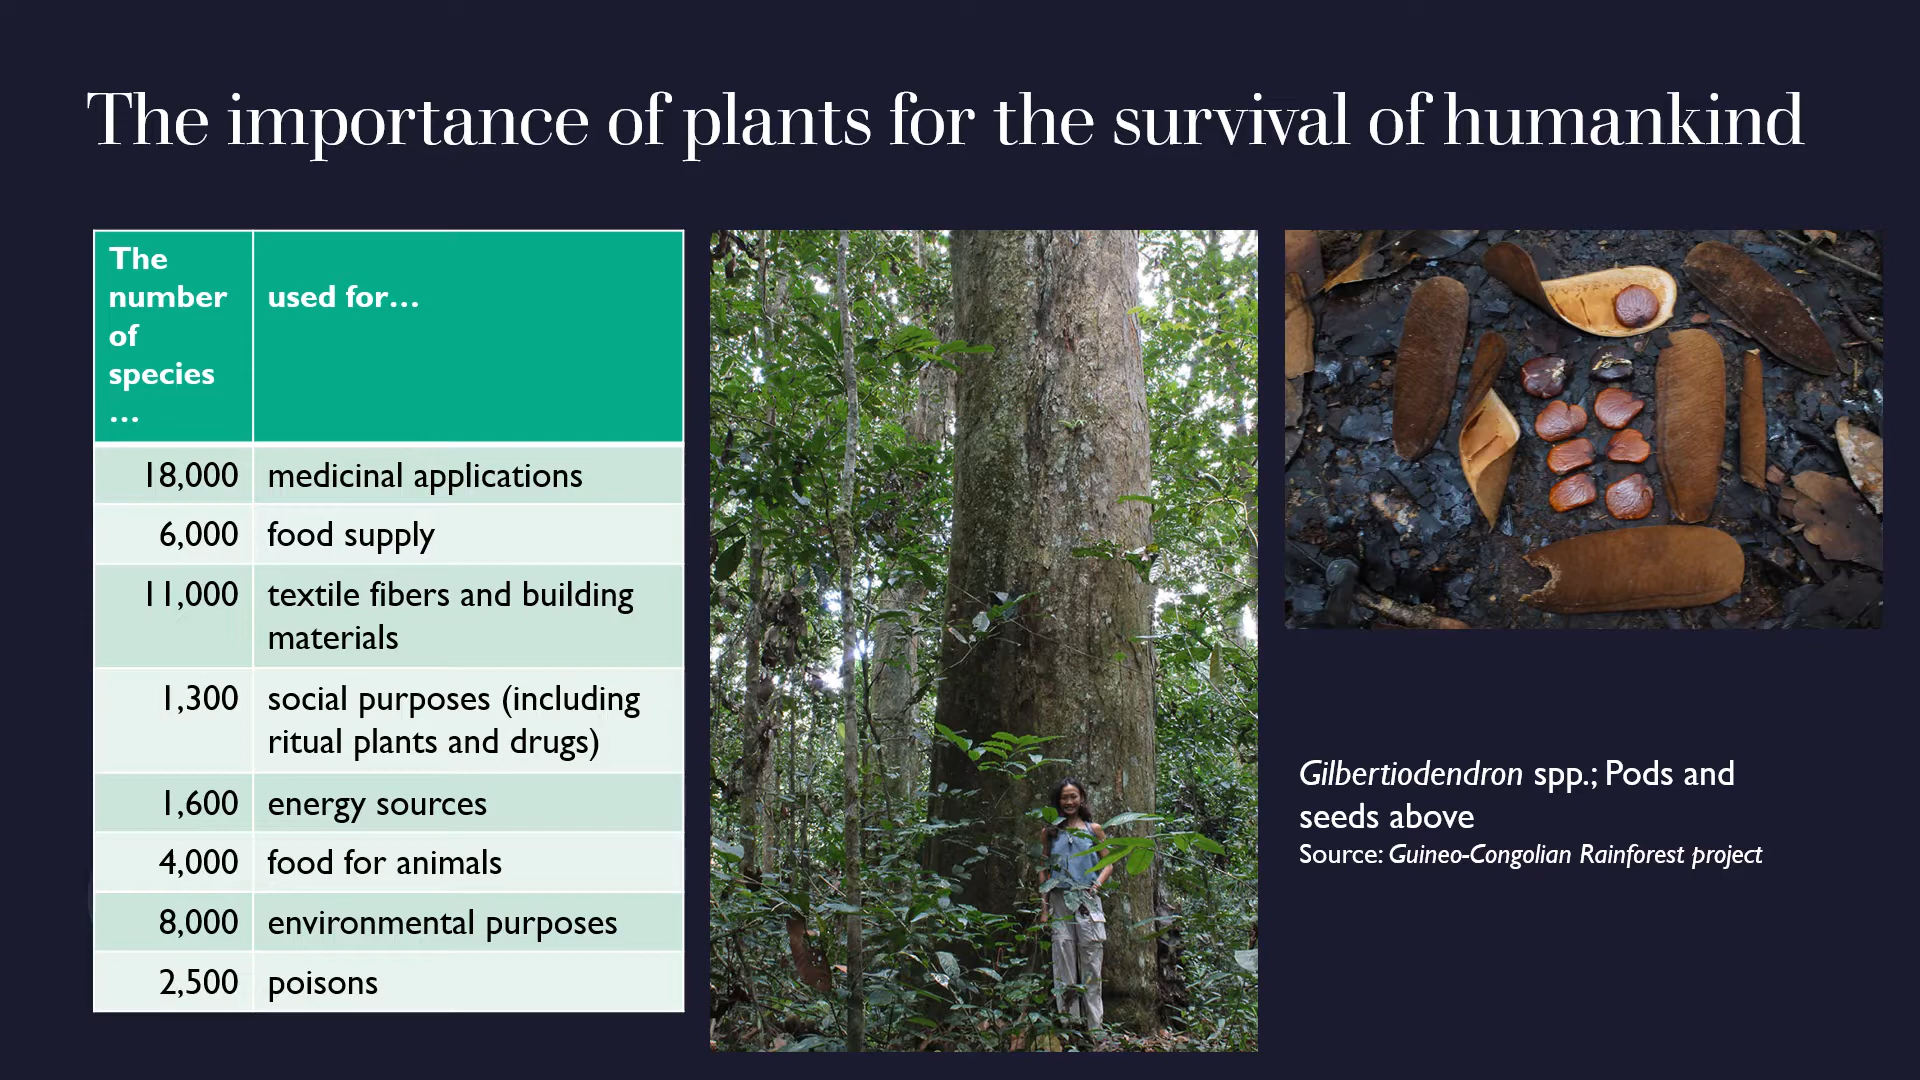 The importance of plants for the survival of humankind
The
number
of
species
...
used for...
18,000 medicinal applications
6,000 food supply
11,000 textile fibers and building
materials
1,300 social purposes (including
ritual plants and drugs)
1,600 energy sources
4,000 food for animals
8,000 environmental purposes
2,500 poisons
Gilbertiodendron spp.; Pods and
seeds above
Source: Guineo-Congolian Rainforest project